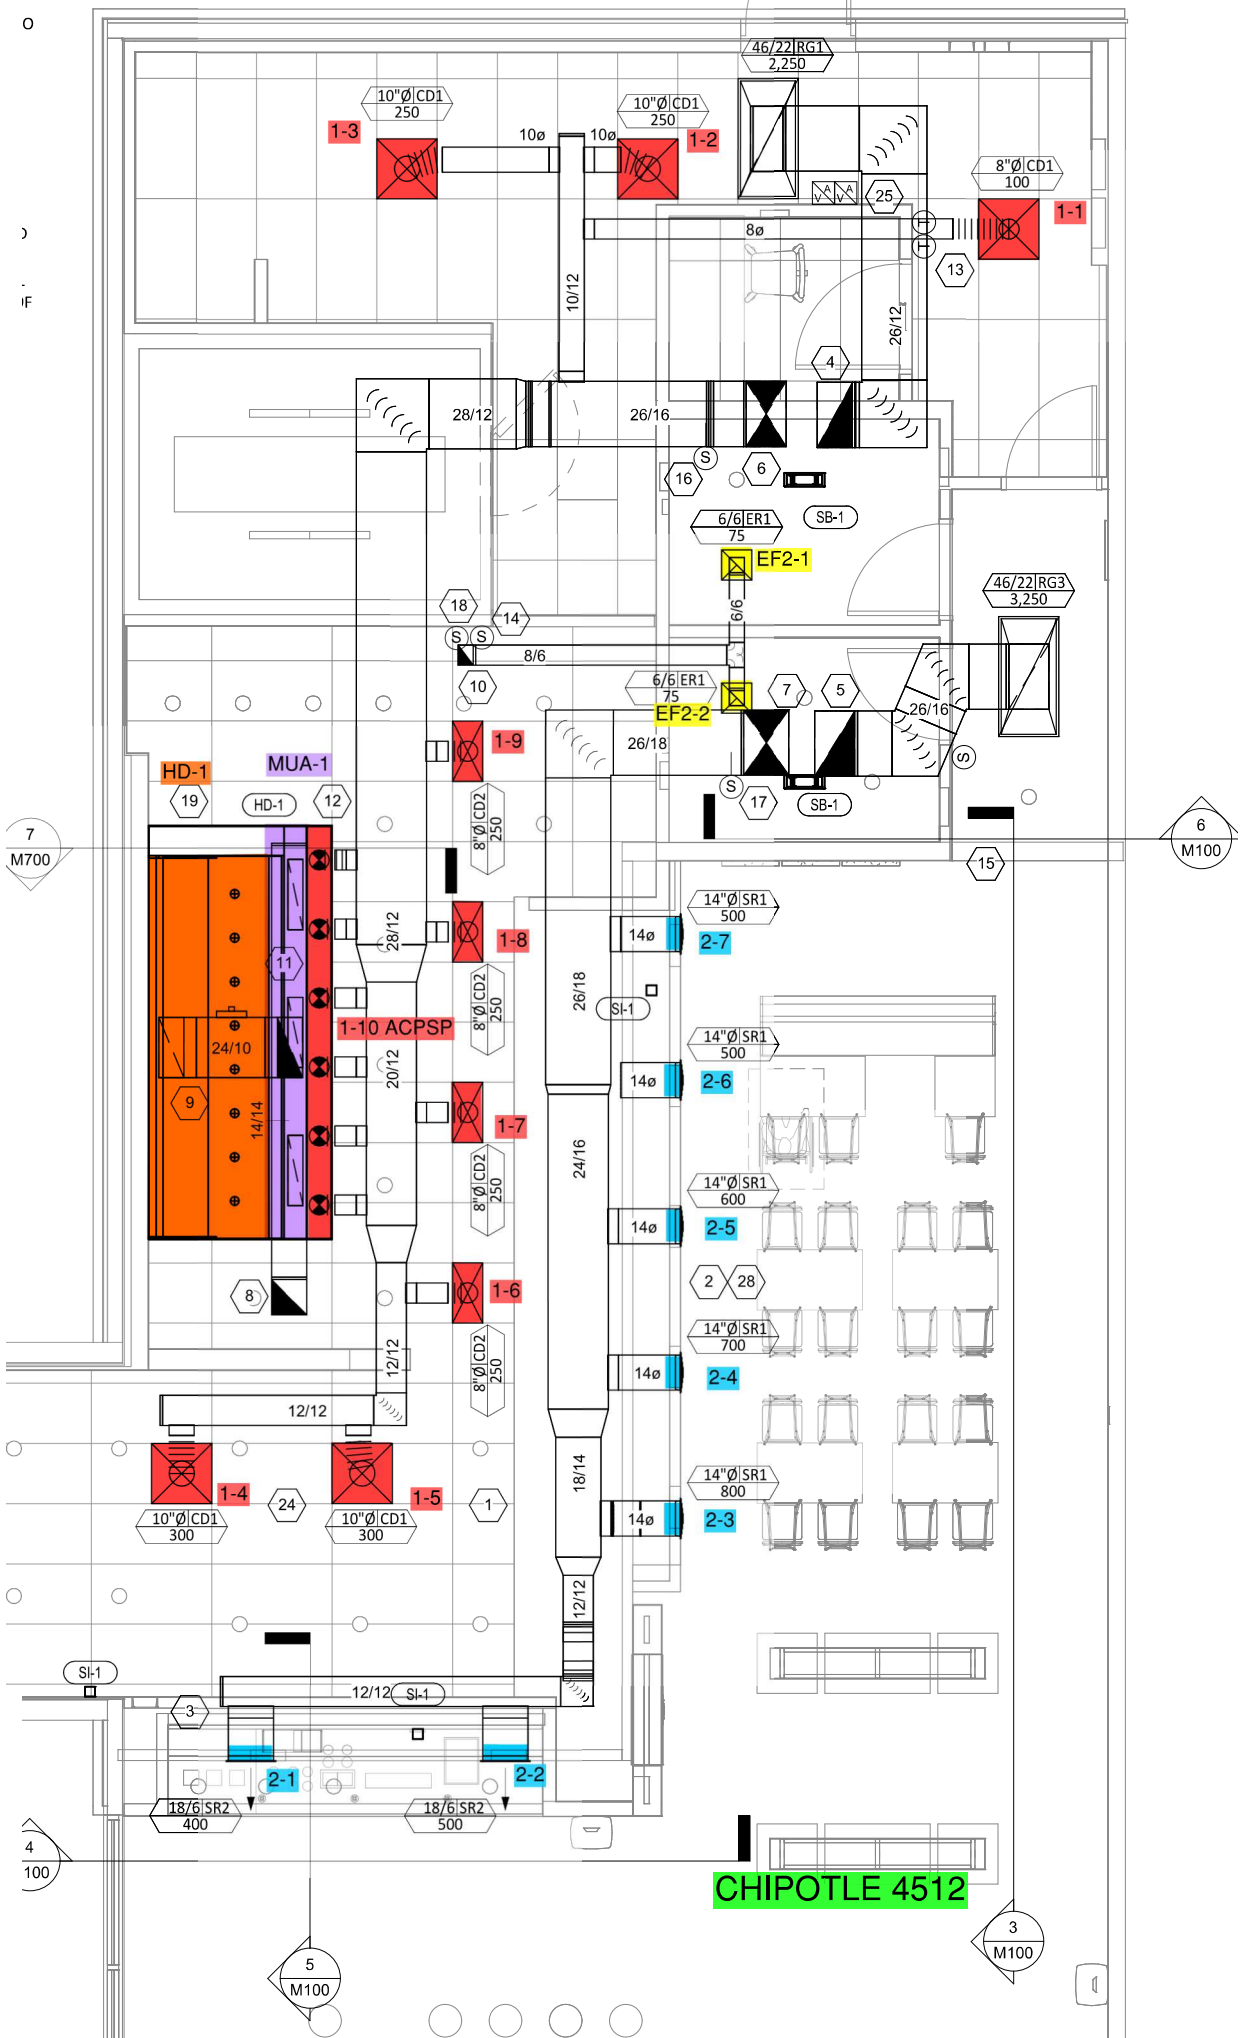 O
46/22 RG1
2,250
10"Ø CD1
250
10"Ø CD1
250
1-3
10ø
10ø
1-2
8"Ø CD1
100
V A V A
25
1-1
8ø
T
T
13
10/12
26/12
4
28/12
26/16
S
16
6
SB-1
6/6 ER1
75
EF2-1
46/22 RG3
3,250
18
14
6/6
S
S
8/6
10
6/6 ER1
75
7
5
26/16
EF2-2
26/18
1-9
S
HD-1
MUA-1
19
HD-1
12
S
17
SB-1
8"Ø CD2
250
7
M700
6
M100
15
14"Ø SR1
500
28/12
1-8
14ø
2-7
11
8"Ø CD2
250
26/18
SI-1
1-10 ACPSP
24/10
20/12
14"Ø SR1
500
14ø
2-6
9
14/14
1-7
24/16
8"Ø CD2
250
14"Ø SR1
600
14ø
2-5
8
1-6
2
28
12/12
8"Ø CD2
250
14"Ø SR1
700
14ø
2-4
12/12
18/14
14"Ø SR1
800
1-4
24
1-5
1
14ø
2-3
10"Ø CD1
300
10"Ø CD1
300
12/12
SI-1
12/12
SI-1
3
2-1
2-2
18/6 SR2
400
18/6 SR2
500
4
100
CHIPOTLE 4512
3
M100
5
M100